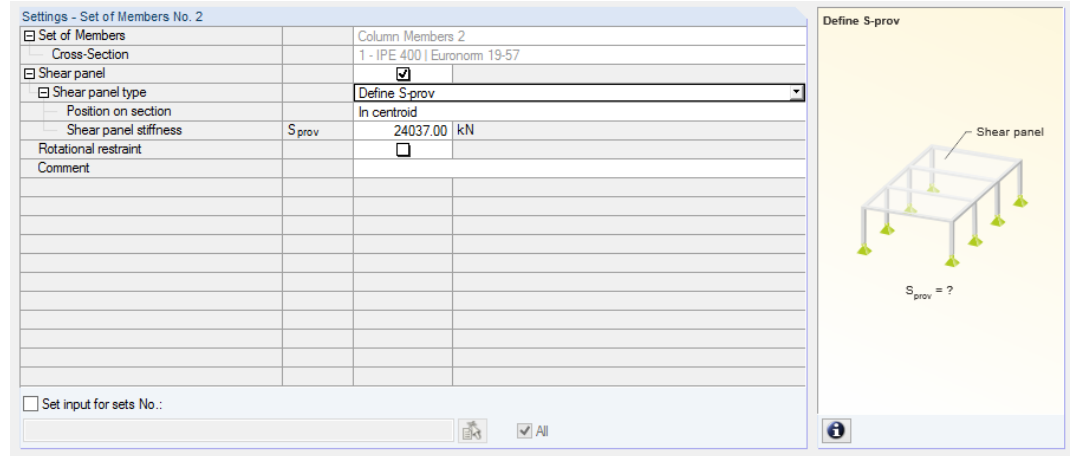 Settings - Set of Members No. 2
Set of Members Column Members 2
Cross-Section 1 - IPE 400 | Euronorm 19-57
Shear panel
Shear panel type Define S-prov
Position on section In centroid
Shear panel stiffness S prov 24037.00 kN
Rotational restraint
Comment
Set input for sets No.:
All
Define S-prov
Shear panel
S prov = ?